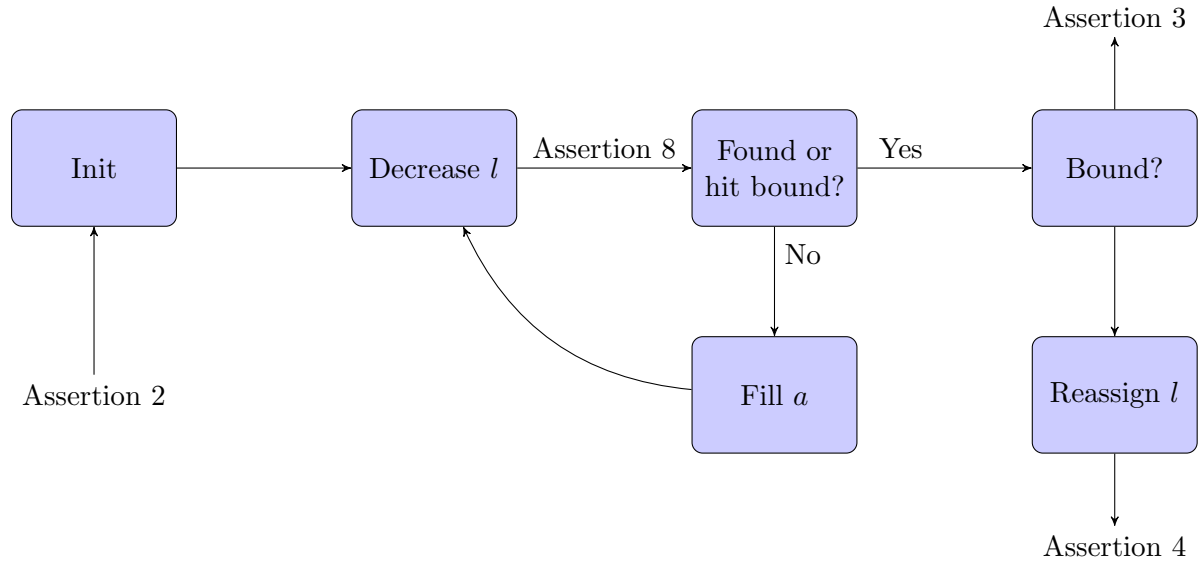 Assertion 3
Init
Decrease l
Assertion 8
Found or
hit bound?
Yes
Bound?
No
Assertion 2
Fill a
Reassign l
Assertion 4